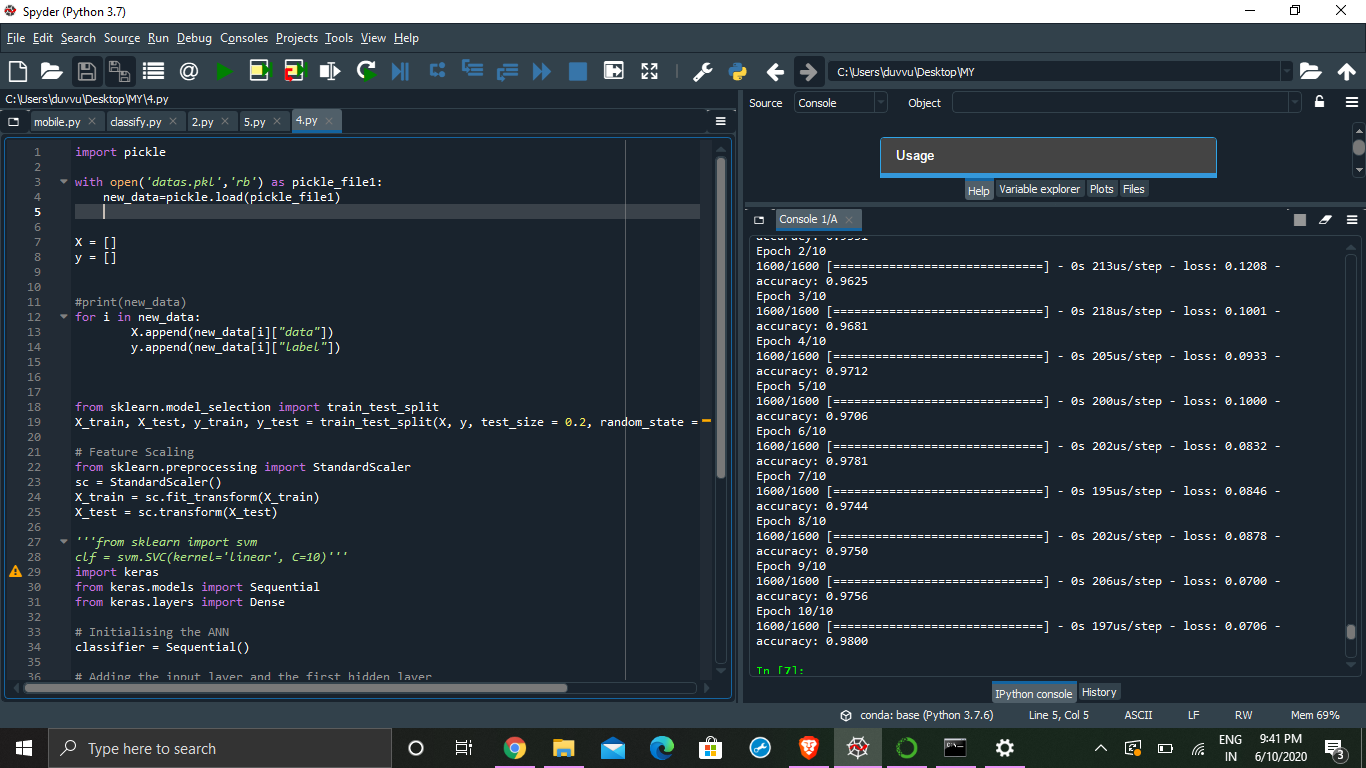 Spyder (Python 3.7)
File Edit Search Source Run Debug Consoles Projects Tools View Help
C:\Users\duvvu\Desktop\MY
C:\Users\duvvu\Desktop\MY\4.py
mobile.py classify.py 2.py 5.py 4.py
1 import pickle
2
3 with open('datas.pkl','rb') as pickle_file1:
4 new_data=pickle.load(pickle_file1)
5
6
7 X = []
8 y = []
9
10
11 #print(new_data)
12 for i in new_data:
13 X.append(new_data[i]["data"])
14 y.append(new_data[i]["label"])
15
16
17
18 from sklearn.model_selection import train_test_split
19 X_train, X_test, y_train, y_test = train_test_split(X, y, test_size = 0.2, random_state =
20
21 # Feature Scaling
22 from sklearn.preprocessing import StandardScaler
23 sc = StandardScaler()
24 X_train = sc.fit_transform(X_train)
25 X_test = sc.transform(X_test)
26
27 '''from sklearn import svm
28 clf = svm.SVC(kernel='linear', C=10)'''
29 import keras
30 from keras.models import Sequential
31 from keras.layers import Dense
32
33 # Initialising the ANN
34 classifier = Sequential()
35
36 # Adding the input layer and the first hidden layer
Source Console Object
Usage
Help Variable explorer Plots Files
Console 1/A
Epoch 2/10
1600/1600 [==============================] - 0s 213us/step - loss: 0.1208 -
accuracy: 0.9625
Epoch 3/10
1600/1600 [==============================] - 0s 218us/step - loss: 0.1001 -
accuracy: 0.9681
Epoch 4/10
1600/1600 [==============================] - 0s 205us/step - loss: 0.0933 -
accuracy: 0.9712
Epoch 5/10
1600/1600 [==============================] - 0s 200us/step - loss: 0.1000 -
accuracy: 0.9706
Epoch 6/10
1600/1600 [==============================] - 0s 202us/step - loss: 0.0832 -
accuracy: 0.9781
Epoch 7/10
1600/1600 [==============================] - 0s 195us/step - loss: 0.0846 -
accuracy: 0.9744
Epoch 8/10
1600/1600 [==============================] - 0s 202us/step - loss: 0.0878 -
accuracy: 0.9750
Epoch 9/10
1600/1600 [==============================] - 0s 206us/step - loss: 0.0700 -
accuracy: 0.9756
Epoch 10/10
1600/1600 [==============================] - 0s 197us/step - loss: 0.0706 -
accuracy: 0.9800
In [7]:
IPython console History
conda: base (Python 3.7.6) Line 5, Col 5 ASCII LF RW Mem 69%
Type here to search
ENG
IN
9:41 PM
6/10/2020
3